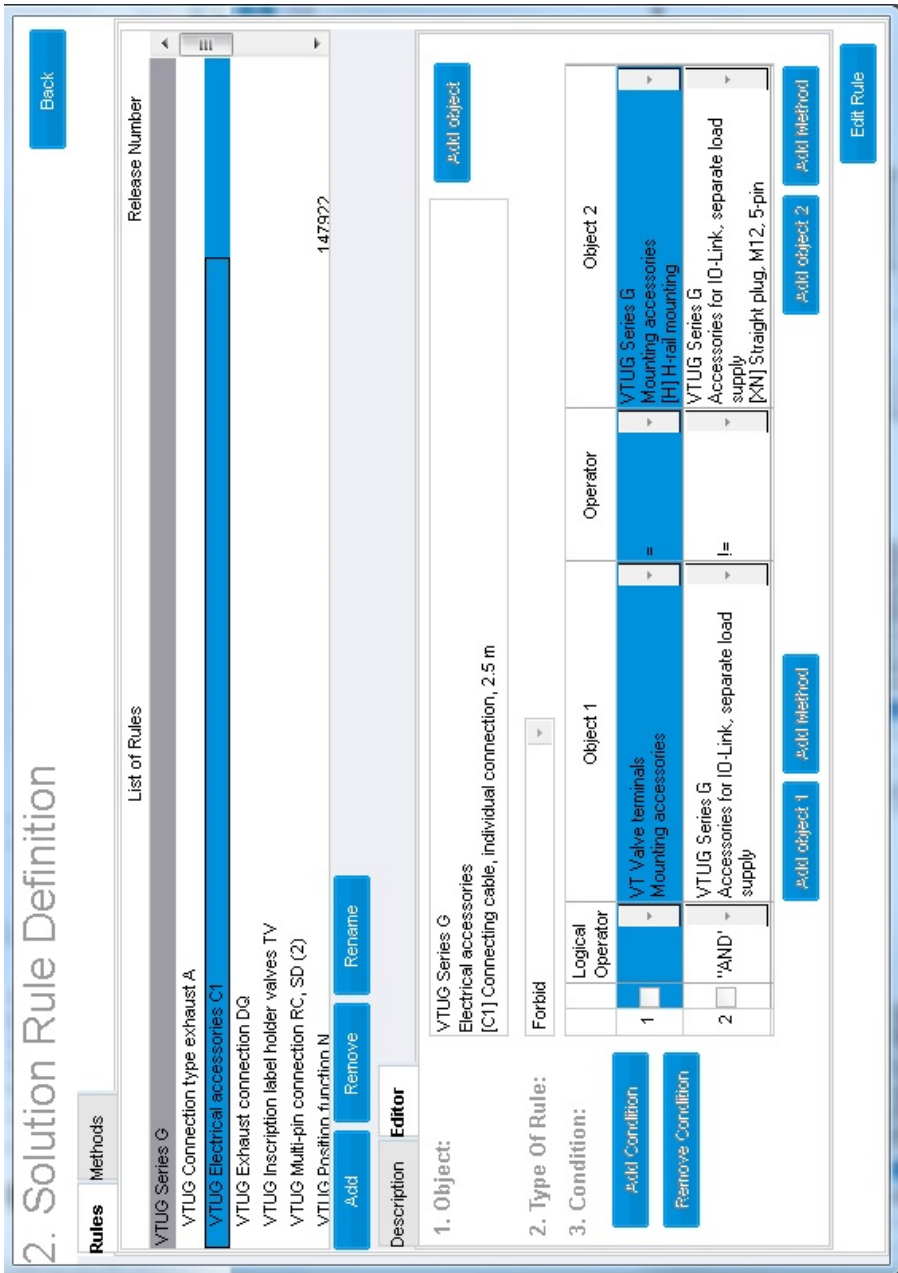 2. Solution Rule Definition
Back
Rules
Methods
List of Rules
Release Number
VTUG Series G
VTUG Connection type exhaust A
VTUG Electrical accessories C1
VTUG Exhaust connection DQ
VTUG Inscription label holder valves TV
VTUG Multi-pin connection RC, SD (2)
VTUG Position function N
147922
Add
Remove
Rename
Description
Editor
1. Object:
VTUG Series G
Electrical accessories
[C1] Connecting cable, individual connection, 2.5 m
Add object
2. Type Of Rule:
Forbid
3. Condition:
Add Condition
Remove Condition
Logical
Operator
Object 1
Operator
Object 2
1
VT Valve terminals
Mounting accessories
=
VTUG Series G
Mounting accessories
[H] H-rail mounting
2
"AND'
VTUG Series G
Accessories for IO-Link, separate load
supply
!=
VTUG Series G
Accessories for IO-Link, separate load
supply
[XN] Straight plug, M12, 5-pin
Add object 1
Add Method
Add object 2
Add Method
Edit Rule